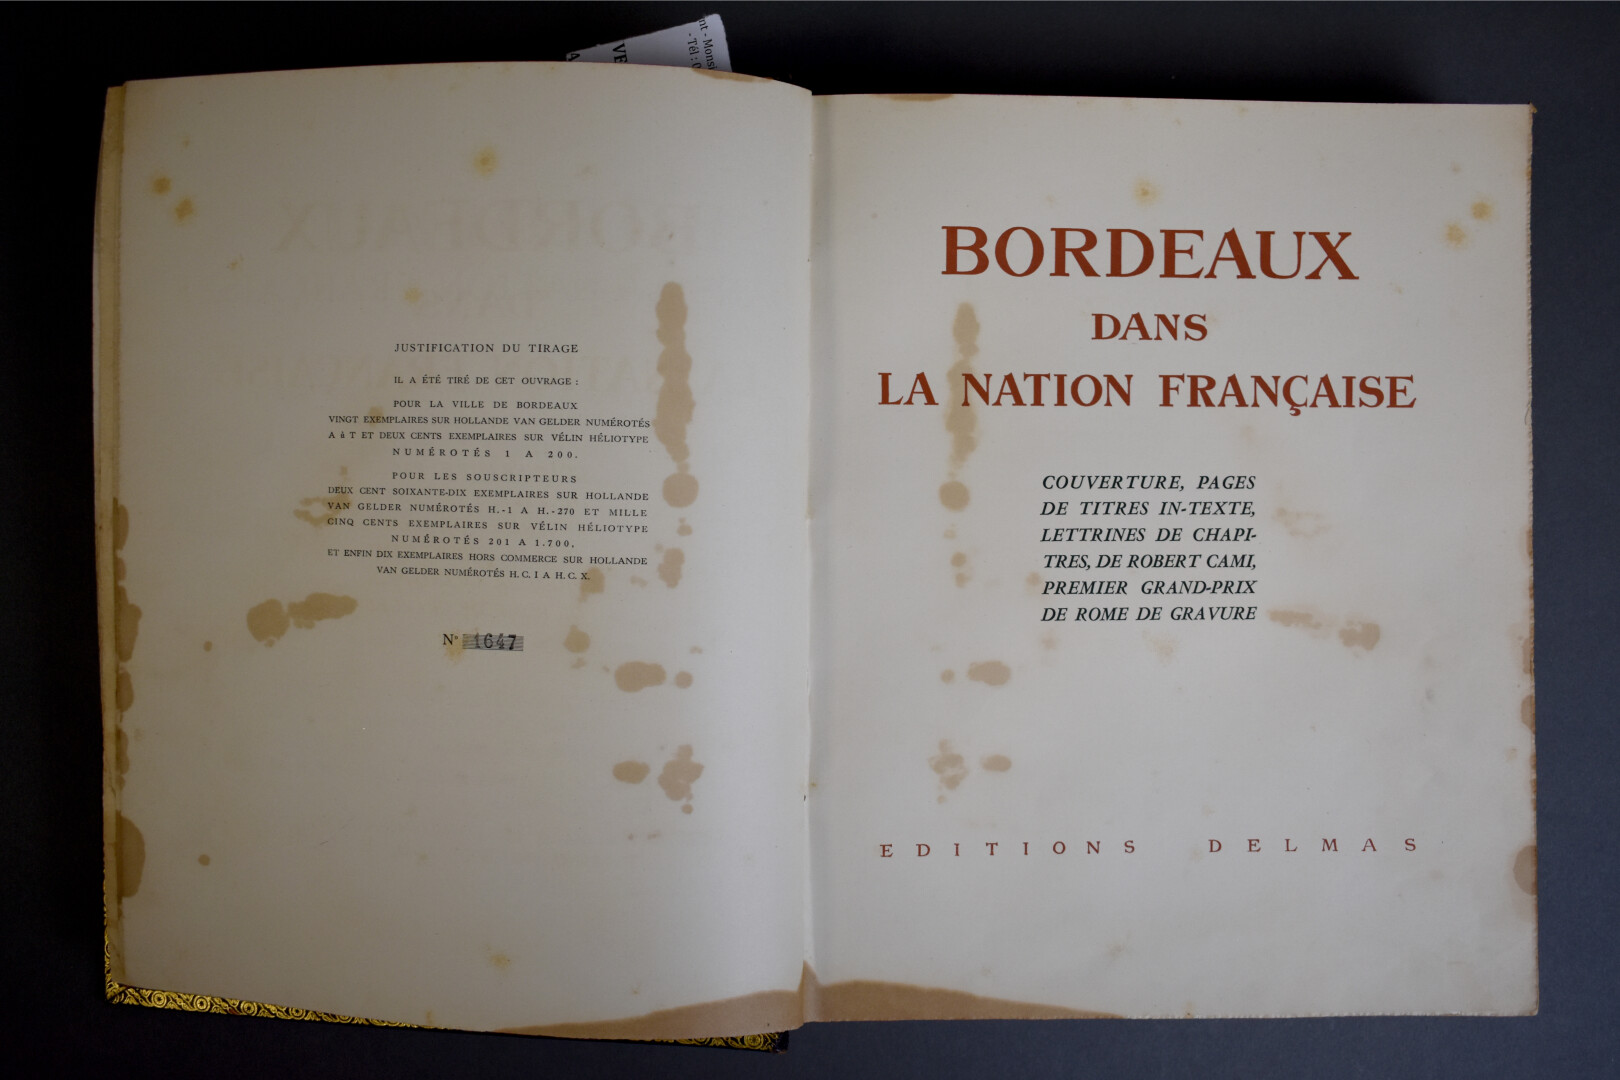 JUSTIFICATION DU TIRAGE
IL A ÉTÉ TIRÉ DE CET OUVRAGE :
POUR LA VILLE DE BORDEAUX
VINGT EXEMPLAIRES SUR HOLLANDE VAN GELDER NUMÉROTÉS
A à T ET DEUX CENTS EXEMPLAIRES SUR VÉLIN HÉLIOTYPE
NUMÉROTÉS 1 A 200.
POUR LES SOUSCRIPTEURS
DEUX CENT SOIXANTE-DIX EXEMPLAIRES SUR HOLLANDE
VAN GELDER NUMÉROTÉS H.-1 A H.-270 ET MILLE
CINQ CENTS EXEMPLAIRES SUR VÉLIN HÉLIOTYPE
NUMÉROTÉS 201 A 1.700,
ET ENFIN DIX EXEMPLAIRES HORS COMMERCE SUR HOLLANDE
VAN GELDER NUMÉROTÉS H. C. I A H. C. X.
N° 1647
BORDEAUX
DANS
LA NATION FRANÇAISE
COUVERTURE, PAGES
DE TITRES IN-TEXTE,
LETTRINES DE CHAPI-
TRES, DE ROBERT CAMI,
PREMIER GRAND-PRIX
DE ROME DE GRAVURE
EDITIONS DELMAS